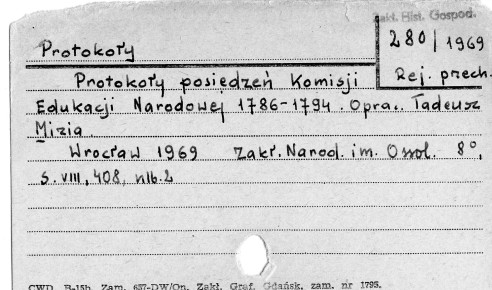 Zakł. Hist. Gospod.
280/1969
Rej. przech.
Protokoły
Protokoły posiedzeń Komisji
Edukacji Narodowej 1786-1794. Oprac. Tadeusz
Mizia
Wrocław 1969 Zakł. Narod. im. Ossol. 8°,
s. VIII, 408, nlb. 2
CWD B-15b. Zam. 637-DW/On. Zakł. Graf. Gdańsk, zam. nr 1795.